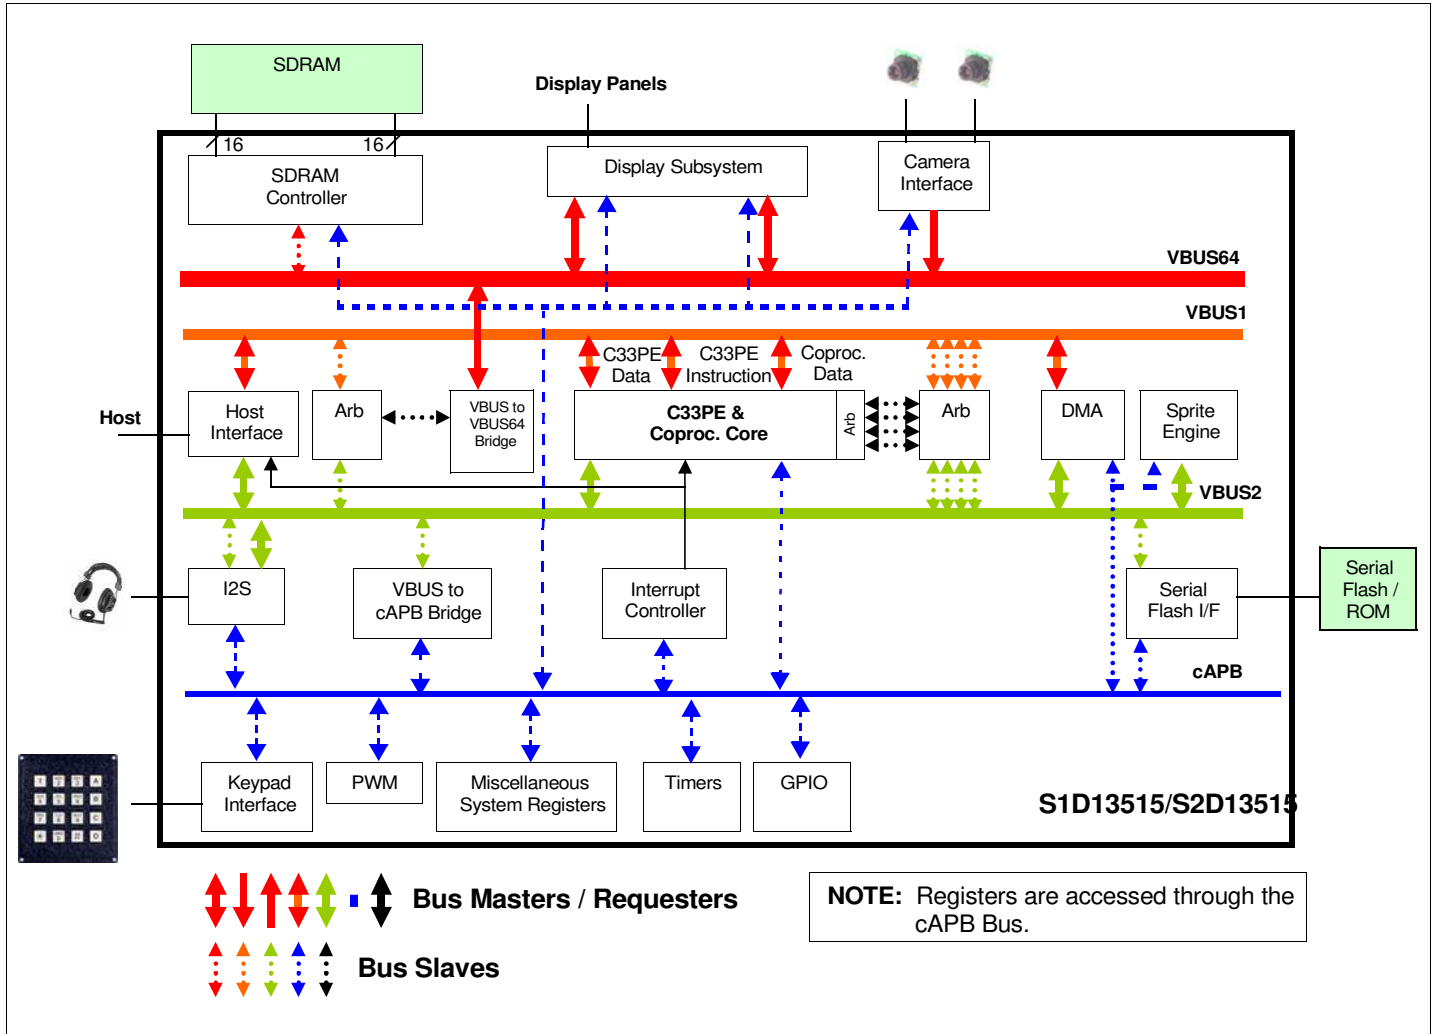 SDRAM
Display Panels
16
16
SDRAM
Controller
Display Subsystem
Camera
Interface
VBUS64
VBUS1
C33PE
Data
C33PE
Instruction
Coproc.
Data
Host
Host
Interface
Arb
VBUS to
VBUS64
Bridge
C33PE &
Coproc. Core
Arb
Arb
DMA
Sprite
Engine
VBUS2
I2S
VBUS to
cAPB Bridge
Interrupt
Controller
Serial
Flash I/F
Serial
Flash /
ROM
cAPB
Keypad
Interface
PWM
Miscellaneous
System Registers
Timers
GPIO
S1D13515/S2D13515
Bus Masters / Requesters
NOTE: Registers are accessed through the
cAPB Bus.
Bus Slaves